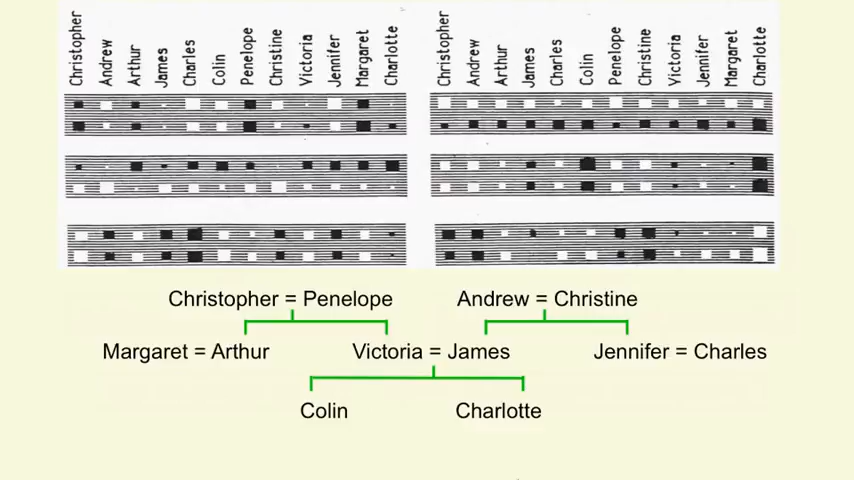 Christopher Andrew Arthur James Charles Colin Penelope Christine Victoria Jennifer Margaret Charlotte
Christopher Andrew Arthur James Charles Colin Penelope Christine Victoria Jennifer Margaret Charlotte
Christopher = Penelope
Andrew = Christine
Margaret = Arthur
Victoria = James
Jennifer = Charles
Colin
Charlotte